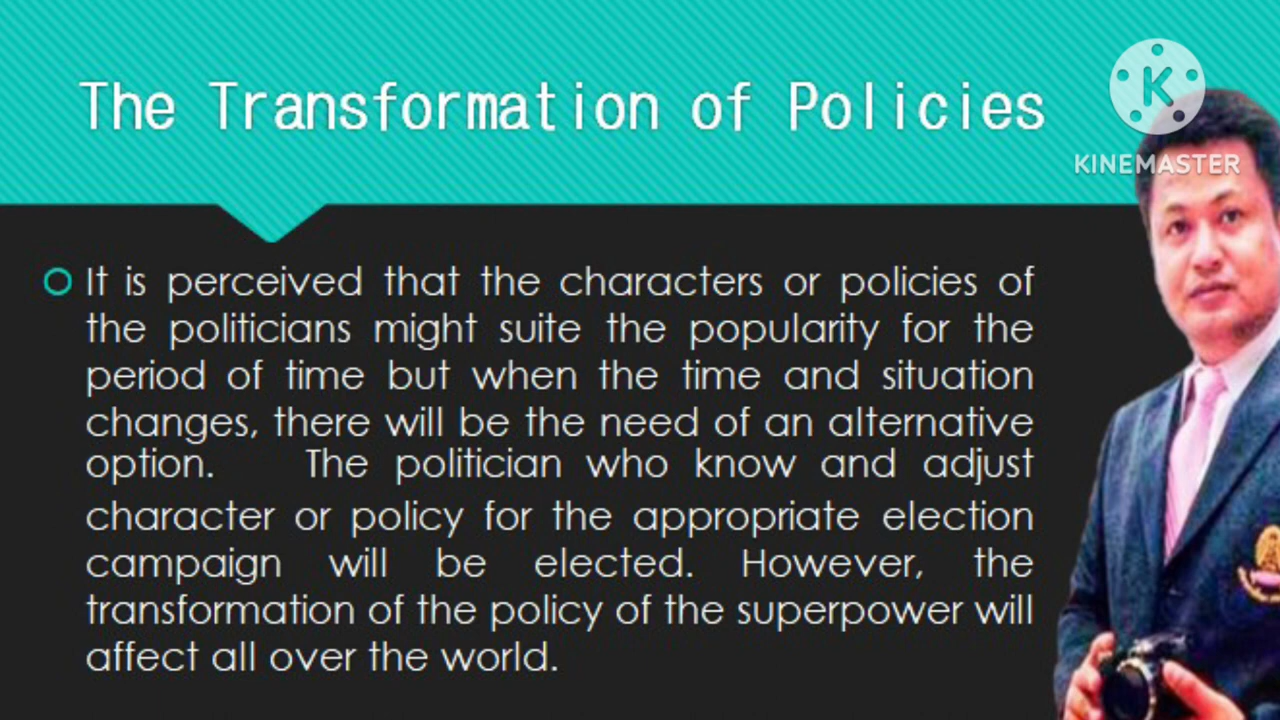 The Transformation of Policies
K
KINEMASTER
It is perceived that the characters or policies of
the politicians might suite the popularity for the
period of time but when the time and situation
changes, there will be the need of an alternative
option. The politician who know and adjust
character or policy for the appropriate election
campaign will be elected. However, the
transformation of the policy of the superpower will
affect all over the world.